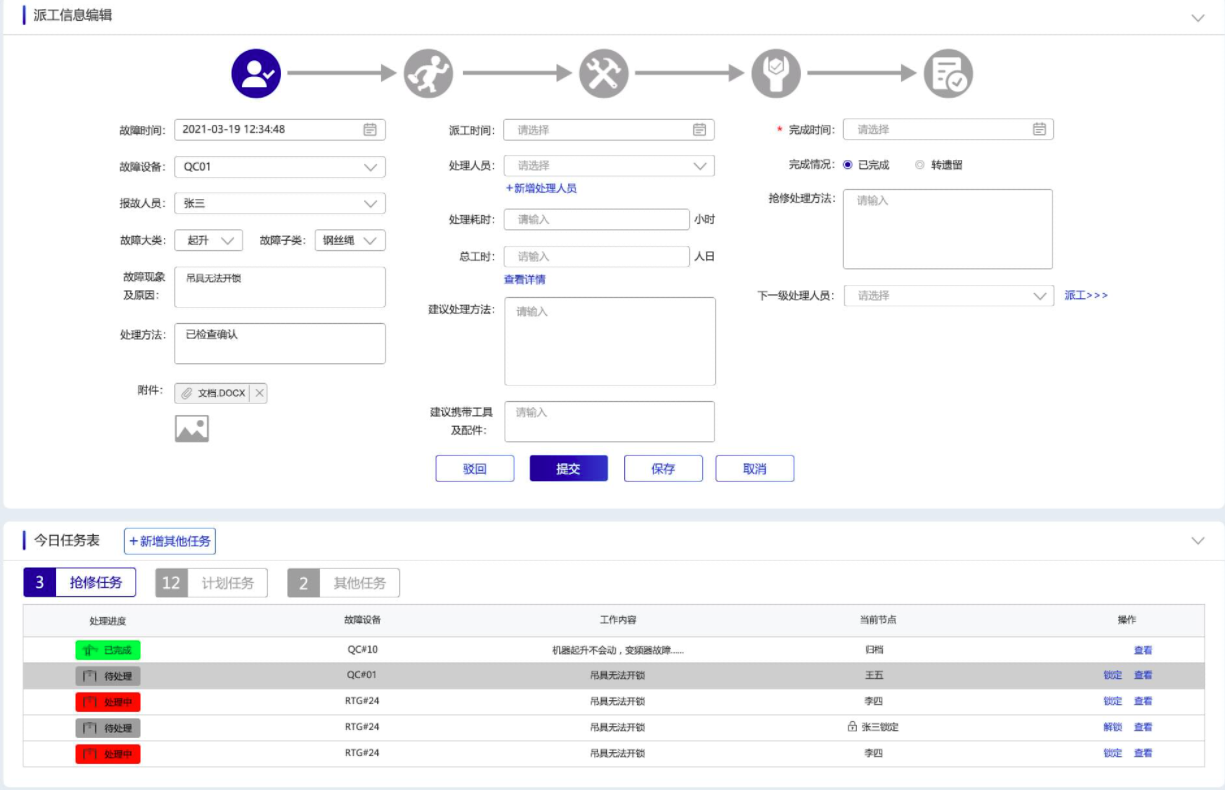 派工信息编辑
故障时间: 2021-03-19 12:34:48
故障设备: QC01
报故人员: 张三
故障大类: 起升 故障子类: 钢丝绳
故障现象
及原因:
吊具无法开锁
处理方法: 已检查确认
附件: 文档.DOCX
派工时间: 请选择
处理人员: 请选择
+新增处理人员
处理耗时: 请输入 小时
总工时: 请输入 人日
查看详情
建议处理方法: 请输入
建议携带工具
及配件:
请输入
* 完成时间: 请选择
完成情况: 已完成 转遗留
抢修处理方法: 请输入
下一级处理人员: 请选择 派工>>>
驳回 提交 保存 取消
今日任务表 +新增其他任务
3 抢修任务 12 计划任务 2 其他任务
处理进度 故障设备 工作内容 当前节点 操作
已完成 QC#10 机器起升不会动，变频器故障...... 归档 查看
待处理 QC#01 吊具无法开锁 王五 锁定 查看
处理中 RTG#24 吊具无法开锁 李四 锁定 查看
待处理 RTG#24 吊具无法开锁 张三锁定 解锁 查看
处理中 RTG#24 吊具无法开锁 李四 锁定 查看